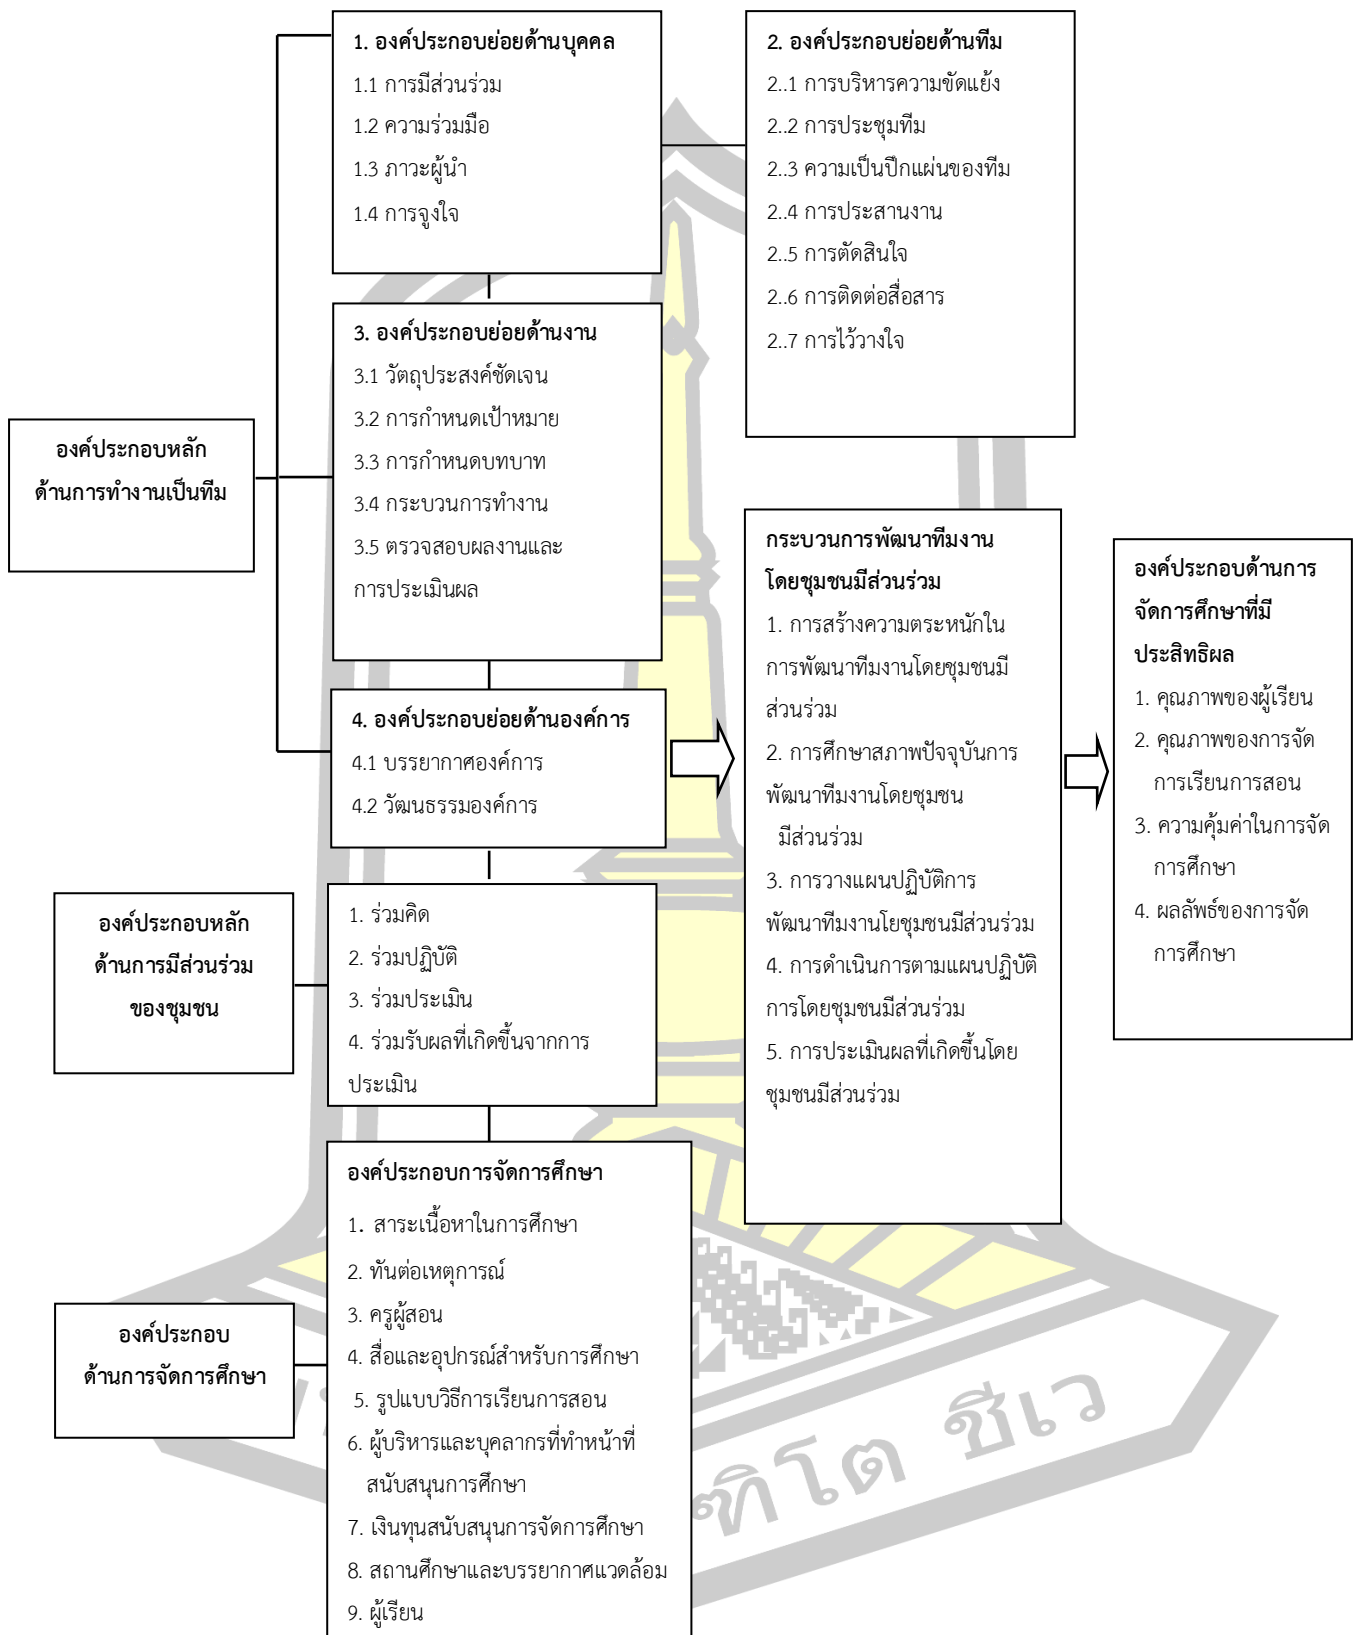 1. องค์ประกอบย่อยด้านบุคคล
1.1 การมีส่วนร่วม
1.2 ความร่วมมือ
1.3 ภาวะผู้นำ
1.4 การจูงใจ
2. องค์ประกอบย่อยด้านทีม
2..1 การบริหารความขัดแย้ง
2..2 การประชุมทีม
2..3 ความเป็นปึกแผ่นของทีม
2..4 การประสานงาน
2..5 การตัดสินใจ
2..6 การติดต่อสื่อสาร
2..7 การไว้วางใจ
3. องค์ประกอบย่อยด้านงาน
3.1 วัตถุประสงค์ชัดเจน
3.2 การกำหนดเป้าหมาย
3.3 การกำหนดบทบาท
3.4 กระบวนการทำงาน
3.5 ตรวจสอบผลงานและ
การประเมินผล
องค์ประกอบหลัก
ด้านการทำงานเป็นทีม
4. องค์ประกอบย่อยด้านองค์การ
4.1 บรรยากาศองค์การ
4.2 วัฒนธรรมองค์การ
กระบวนการพัฒนาทีมงาน
โดยชุมชนมีส่วนร่วม
1. การสร้างความตระหนักใน
การพัฒนาทีมงานโดยชุมชนมี
ส่วนร่วม
2. การศึกษาสภาพปัจจุบันการ
พัฒนาทีมงานโดยชุมชน
มีส่วนร่วม
3. การวางแผนปฏิบัติการ
พัฒนาทีมงานโยชุมชนมีส่วนร่วม
4. การดำเนินการตามแผนปฏิบัติ
การโดยชุมชนมีส่วนร่วม
5. การประเมินผลที่เกิดขึ้นโดย
ชุมชนมีส่วนร่วม
องค์ประกอบด้านการ
จัดการศึกษาที่มี
ประสิทธิผล
1. คุณภาพของผู้เรียน
2. คุณภาพของการจัด
การเรียนการสอน
3. ความคุ้มค่าในการจัด
การศึกษา
4. ผลลัพธ์ของการจัด
การศึกษา
องค์ประกอบหลัก
ด้านการมีส่วนร่วม
ของชุมชน
1. ร่วมคิด
2. ร่วมปฏิบัติ
3. ร่วมประเมิน
4. ร่วมรับผลที่เกิดขึ้นจากการ
ประเมิน
องค์ประกอบการจัดการศึกษา
1. สาระเนื้อหาในการศึกษา
2. ทันต่อเหตุการณ์
3. ครูผู้สอน
4. สื่อและอุปกรณ์สำหรับการศึกษา
5. รูปแบบวิธีการเรียนการสอน
6. ผู้บริหารและบุคลากรที่ทำหน้าที่
สนับสนุนการศึกษา
7. เงินทุนสนับสนุนการจัดการศึกษา
8. สถานศึกษาและบรรยากาศแวดล้อม
9. ผู้เรียน
องค์ประกอบ
ด้านการจัดการศึกษา
ชีเว